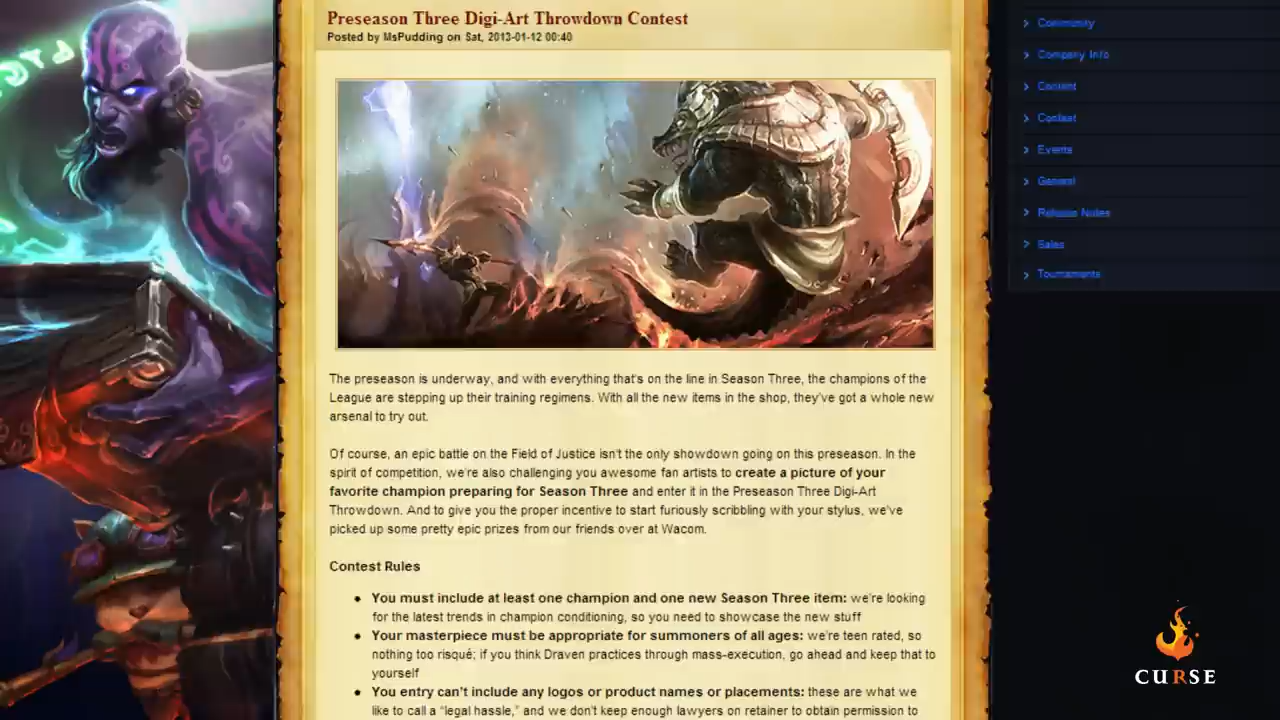 Preseason Three Digi-Art Throwdown Contest
Posted by MsPudding on Sat, 2013-01-12 00:40
The preseason is underway, and with everything that's on the line in Season Three, the champions of the
League are stepping up their training regimens. With all the new items in the shop, they've got a whole new
arsenal to try out.
Of course, an epic battle on the Field of Justice isn't the only showdown going on this preseason. In the
spirit of competition, we're also challenging you awesome fan artists to create a picture of your
favorite champion preparing for Season Three and enter it in the Preseason Three Digi-Art
Throwdown. And to give you the proper incentive to start furiously scribbling with your stylus, we've
picked up some pretty epic prizes from our friends over at Wacom.
Contest Rules
• You must include at least one champion and one new Season Three item: we're looking
for the latest trends in champion conditioning, so you need to showcase the new stuff
• Your masterpiece must be appropriate for summoners of all ages: we're teen rated, so
nothing too risqué; if you think Draven practices through mass-execution, go ahead and keep that to
yourself
• You entry can't include any logos or product names or placements: these are what we
like to call a "legal hassle," and we don't keep enough lawyers on retainer to obtain permission to
Community
Company Info
Content
Contest
Events
General
Release Notes
Sales
Tournaments
CURSE